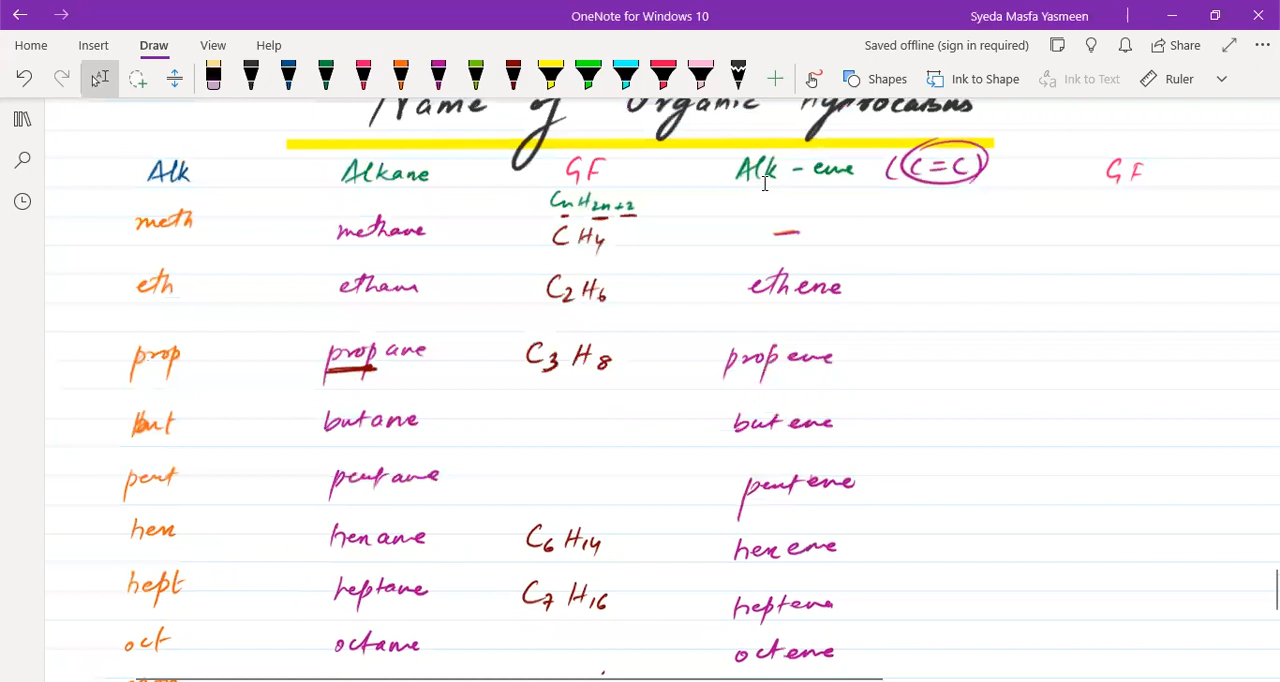 OneNote for Windows 10
Syeda Masfa Yasmeen
Home Insert Draw View Help
Saved offline (sign in required)
Share
Shapes Ink to Shape Ink to Text Ruler
Name of Organic Hydrocarbons
Alk Alkane GF Alk - ene (C=C) GF
CnH2n+2
meth methane CH4 —
eth ethane C2H6 ethene
prop propane C3H8 propene
but butane butene
pent pentane pentene
hex hexane C6H14 hexene
hept heptane C7H16 heptene
oct octane octene